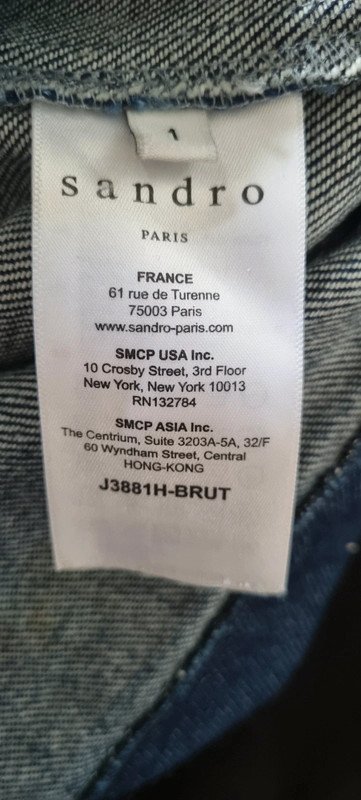 1
sandro
PARIS
FRANCE
61 rue de Turenne
75003 Paris
www.sandro-paris.com
SMCP USA Inc.
10 Crosby Street, 3rd Floor
New York, New York 10013
RN132784
SMCP ASIA Inc.
The Centrium, Suite 3203A-5A, 32/F
60 Wyndham Street, Central
HONG-KONG
J3881H-BRUT